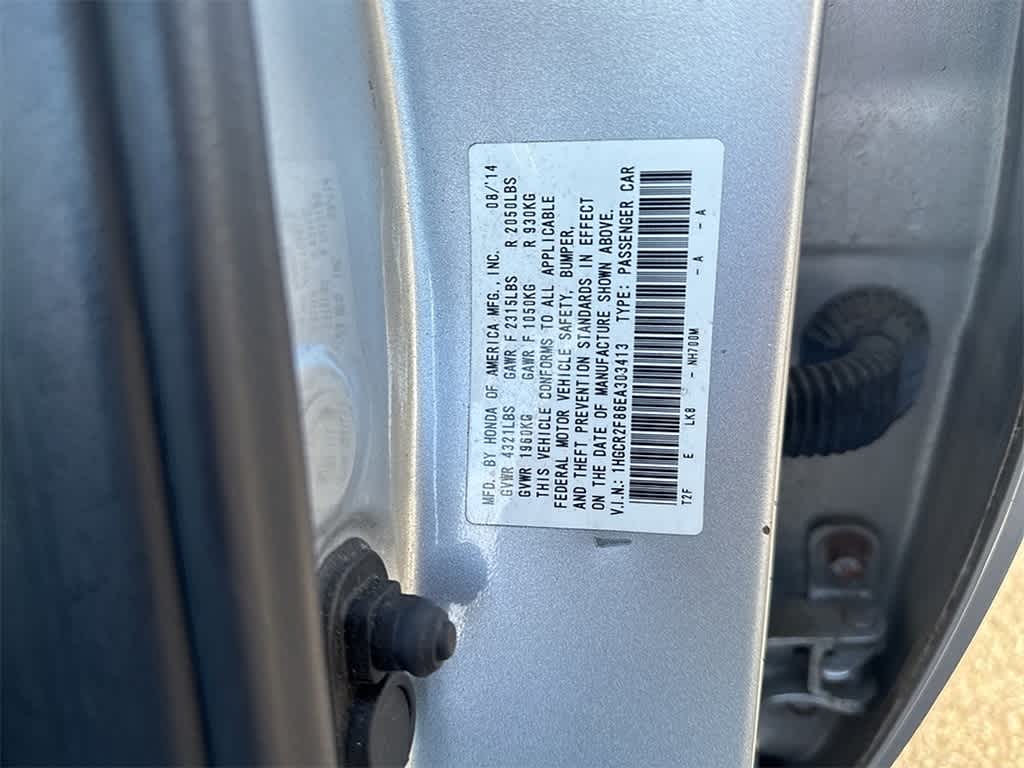 MFD. BY HONDA OF AMERICA MFG., INC. 08/'14
GVWR 4321LBS GAWR F 2315LBS R 2050LBS
GVWR 1960KG GAWR F 1050KG R 930KG
THIS VEHICLE CONFORMS TO ALL APPLICABLE
FEDERAL MOTOR VEHICLE SAFETY, BUMPER,
AND THEFT PREVENTION STANDARDS IN EFFECT
ON THE DATE OF MANUFACTURE SHOWN ABOVE.
V.I.N.: 1HGCR2F86EA303413 TYPE: PASSENGER CAR
T2F E LK8 - NH700M - A - A